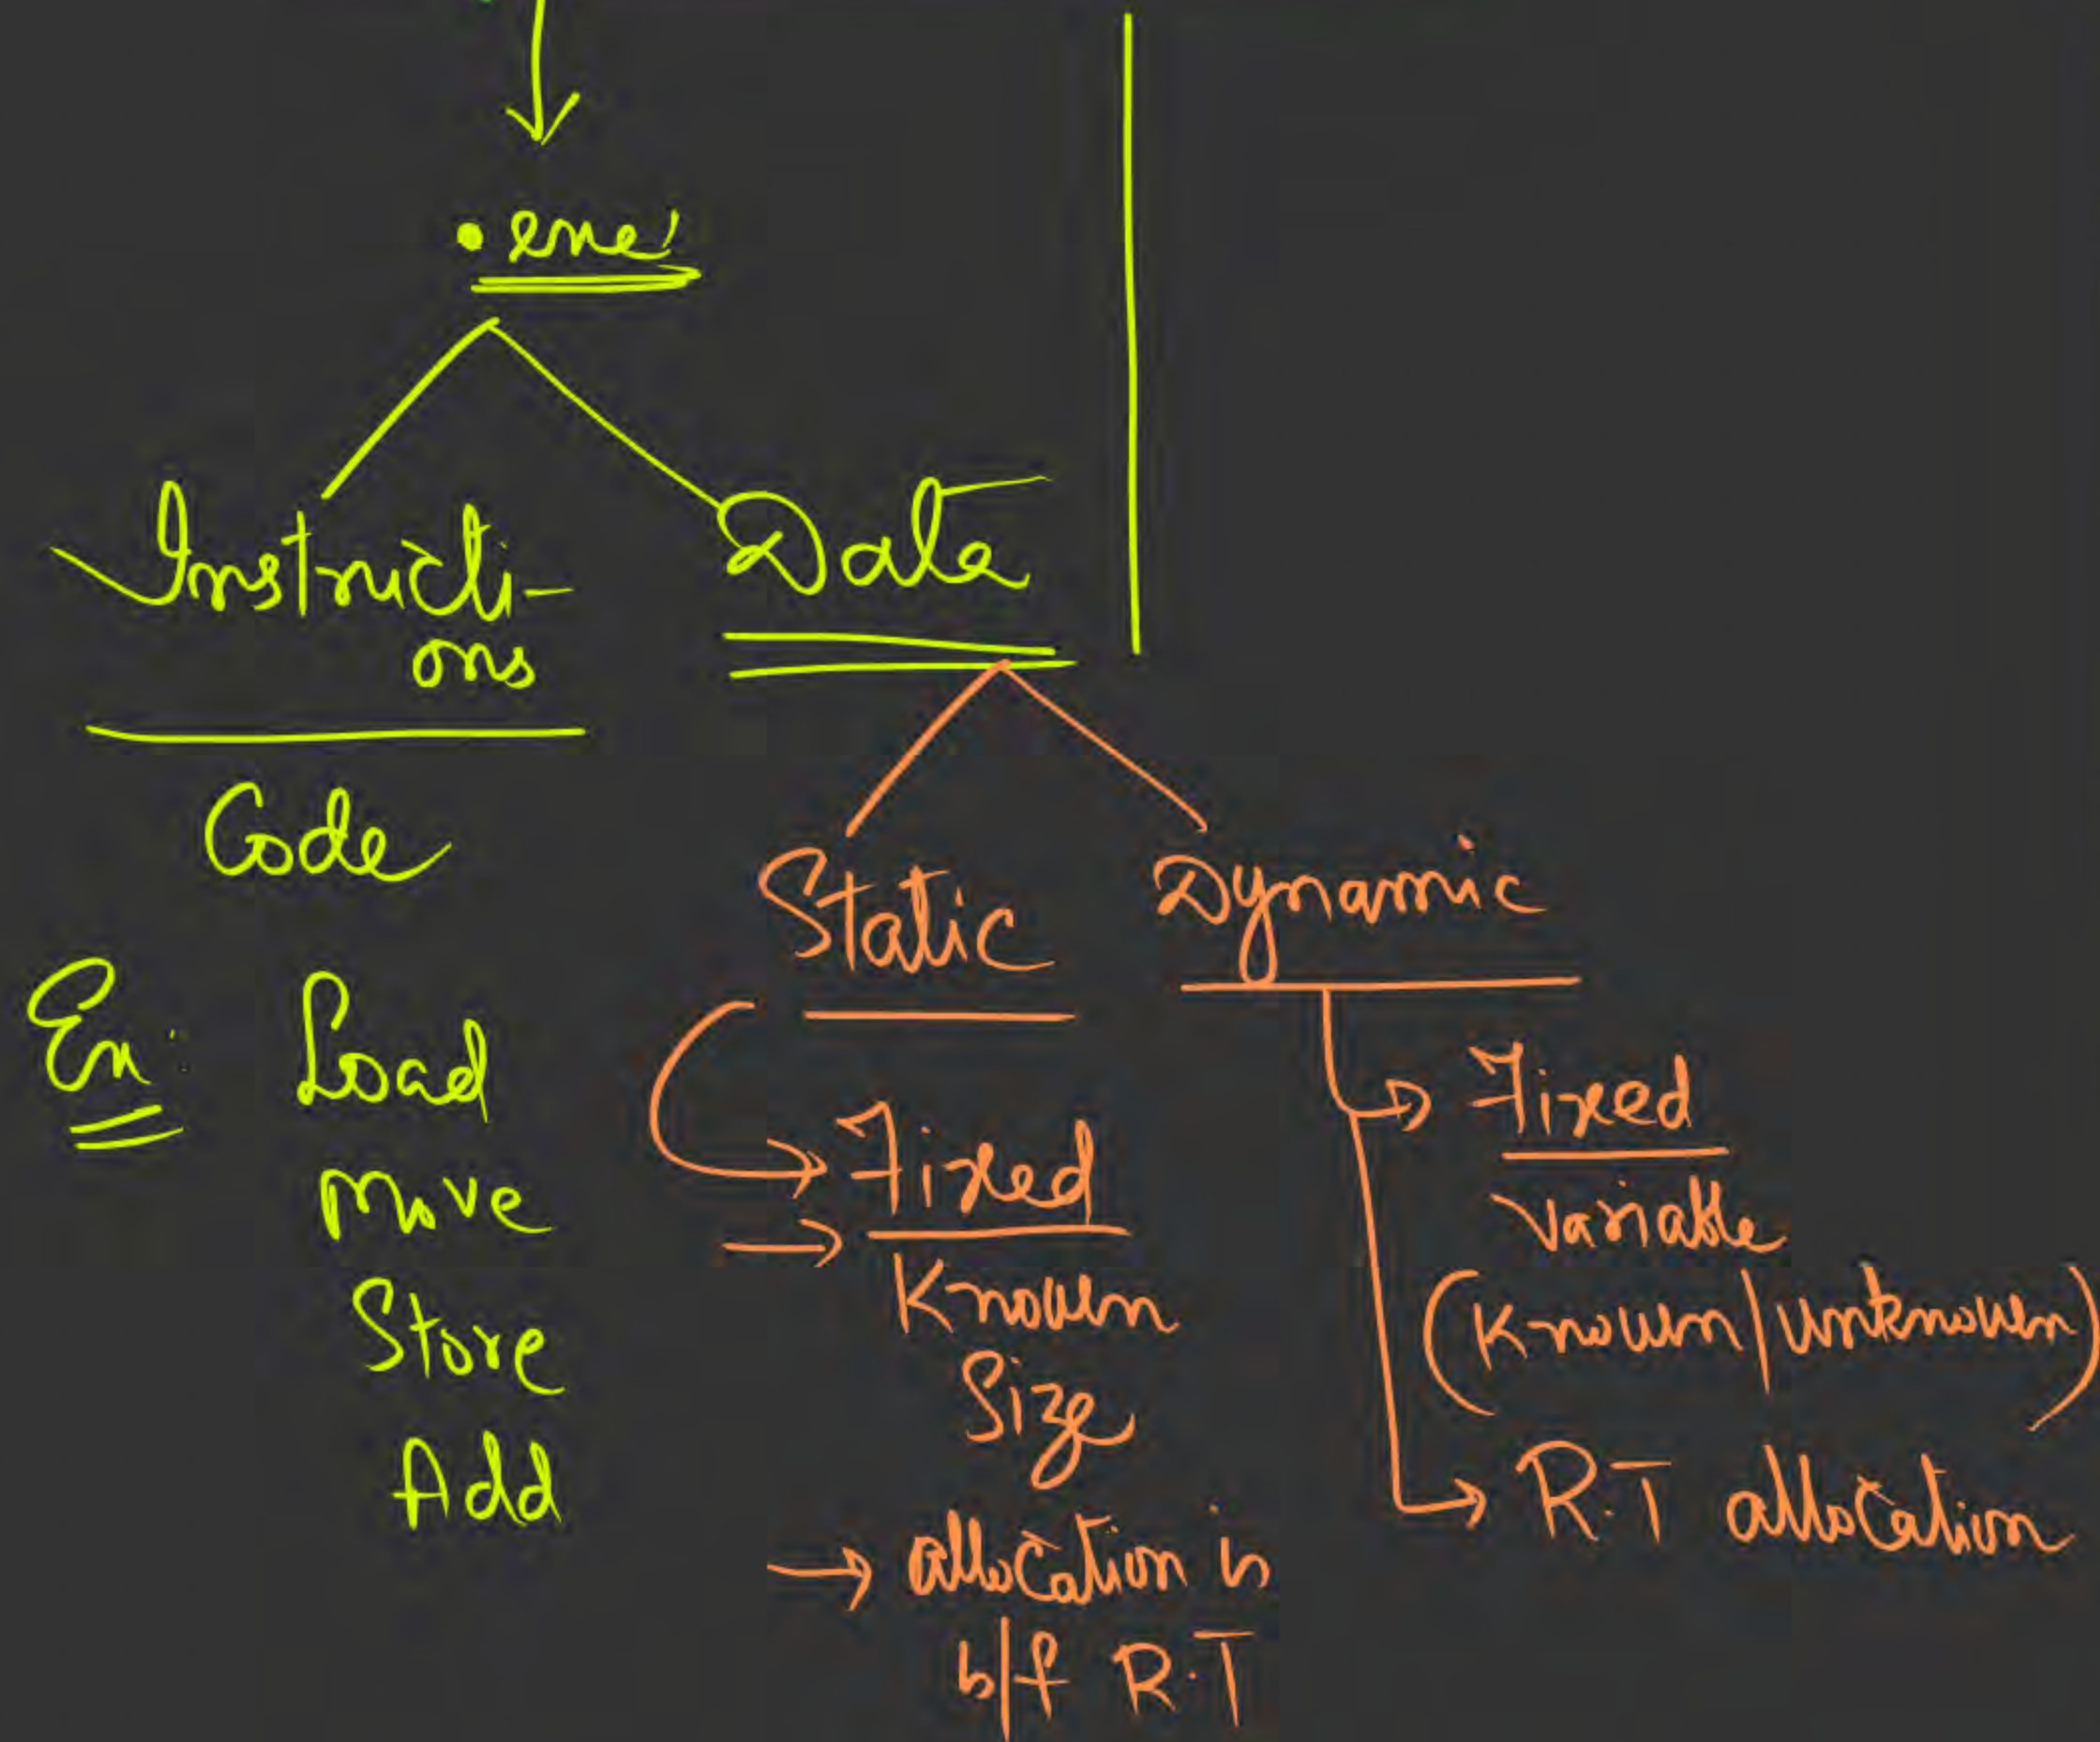 .exe'
Instructi-
ons
Data
Code
Ex:
Load
Move
Store
Add
Static
→ Fixed
→ Known
Size
→ allocation is
b/f R.T
Dynamic
→ Fixed
Variable
(Known/unknown)
→ R.T allocation